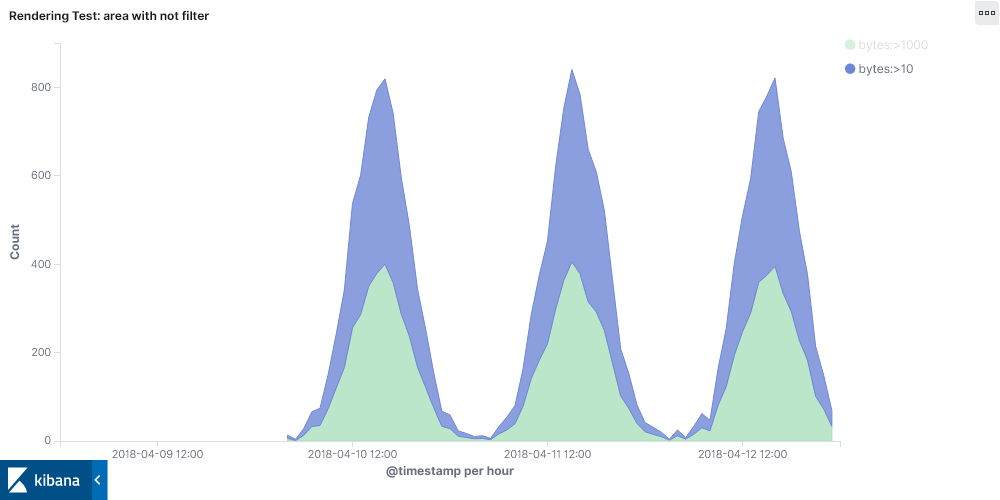 Rendering Test: area with not filter
bytes:>1000
bytes:>10
800
600
400
200
0
Count
2018-04-09 12:00
2018-04-10 12:00
2018-04-11 12:00
2018-04-12 12:00
@timestamp per hour
kibana